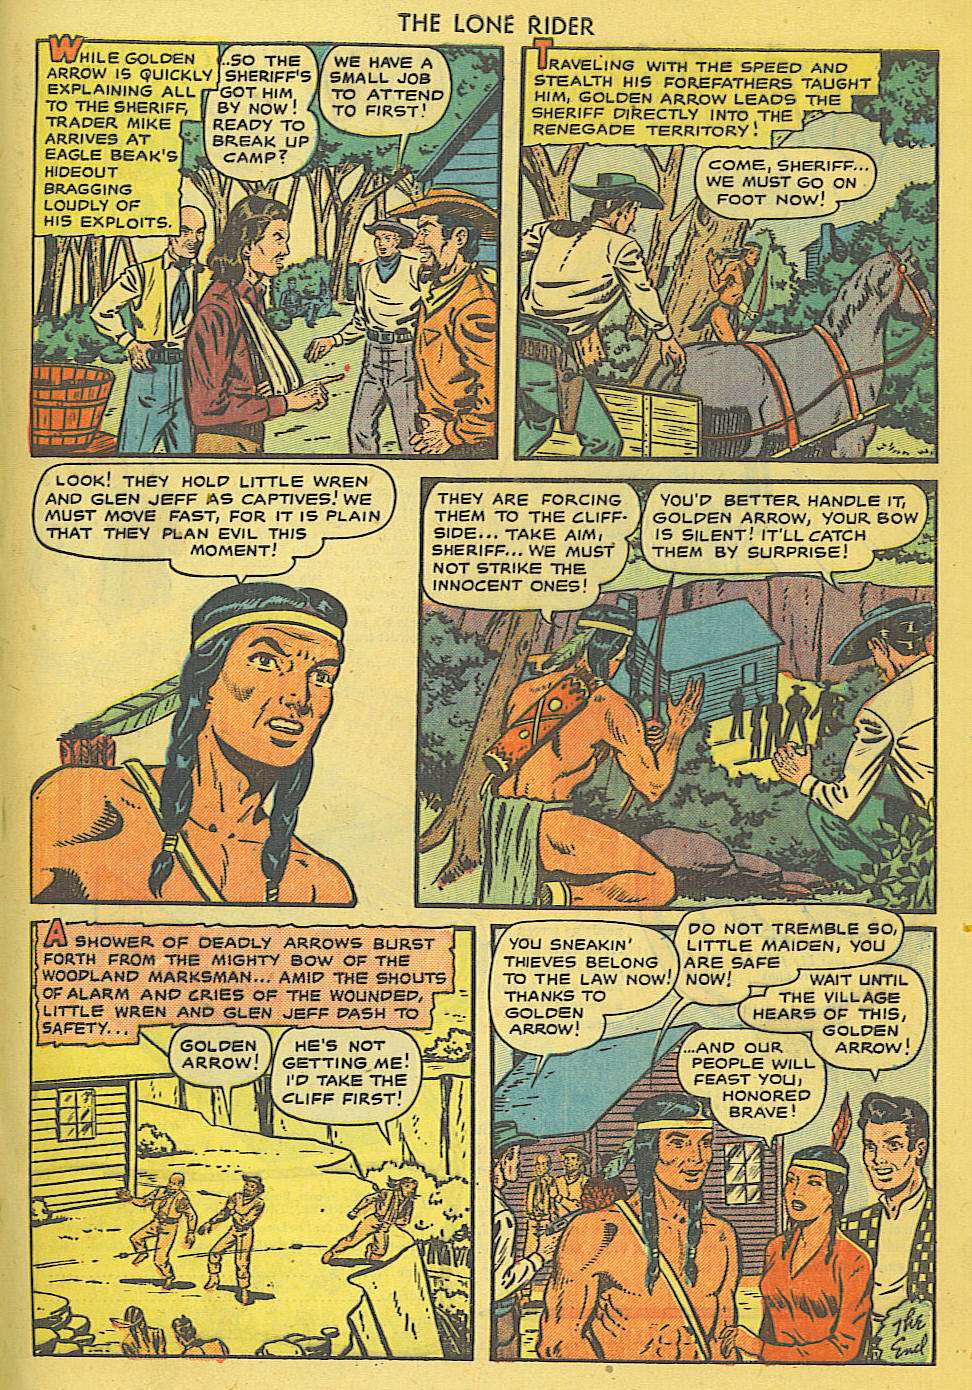 THE LONE RIDER
WHILE GOLDEN
ARROW IS QUICKLY
EXPLAINING ALL
TO THE SHERIFF,
TRADER MIKE
ARRIVES AT
EAGLE BEAK'S
HIDEOUT
BRAGGING
LOUDLY OF
HIS EXPLOITS.
..SO THE
SHERIFF'S
GOT HIM
BY NOW!
READY TO
BREAK UP
CAMP?
WE HAVE A
SMALL JOB
TO ATTEND
TO FIRST!
TRAVELING WITH THE SPEED AND
STEALTH HIS FOREFATHERS TAUGHT
HIM, GOLDEN ARROW LEADS THE
SHERIFF DIRECTLY INTO THE
RENEGADE TERRITORY!
COME, SHERIFF...
WE MUST GO ON
FOOT NOW!
LOOK! THEY HOLD LITTLE WREN
AND GLEN JEFF AS CAPTIVES! WE
MUST MOVE FAST, FOR IT IS PLAIN
THAT THEY PLAN EVIL THIS
MOMENT!
THEY ARE FORCING
THEM TO THE CLIFF-
SIDE... TAKE AIM,
SHERIFF... WE MUST
NOT STRIKE THE
INNOCENT ONES!
YOU'D BETTER HANDLE IT,
GOLDEN ARROW, YOUR BOW
IS SILENT! IT'LL CATCH
THEM BY SURPRISE!
A SHOWER OF DEADLY ARROWS BURST
FORTH FROM THE MIGHTY BOW OF THE
WOODLAND MARKSMAN... AMID THE SHOUTS
OF ALARM AND CRIES OF THE WOUNDED,
LITTLE WREN AND GLEN JEFF DASH TO
SAFETY...
GOLDEN
ARROW!
HE'S NOT
GETTING ME!
I'D TAKE THE
CLIFF FIRST!
YOU SNEAKIN'
THIEVES BELONG
TO THE LAW NOW!
THANKS TO
GOLDEN
ARROW!
DO NOT TREMBLE SO,
LITTLE MAIDEN, YOU
ARE SAFE
NOW!
WAIT UNTIL
THE VILLAGE
HEARS OF THIS,
GOLDEN
ARROW!
...AND OUR
PEOPLE WILL
FEAST YOU,
HONORED
BRAVE!
The
End